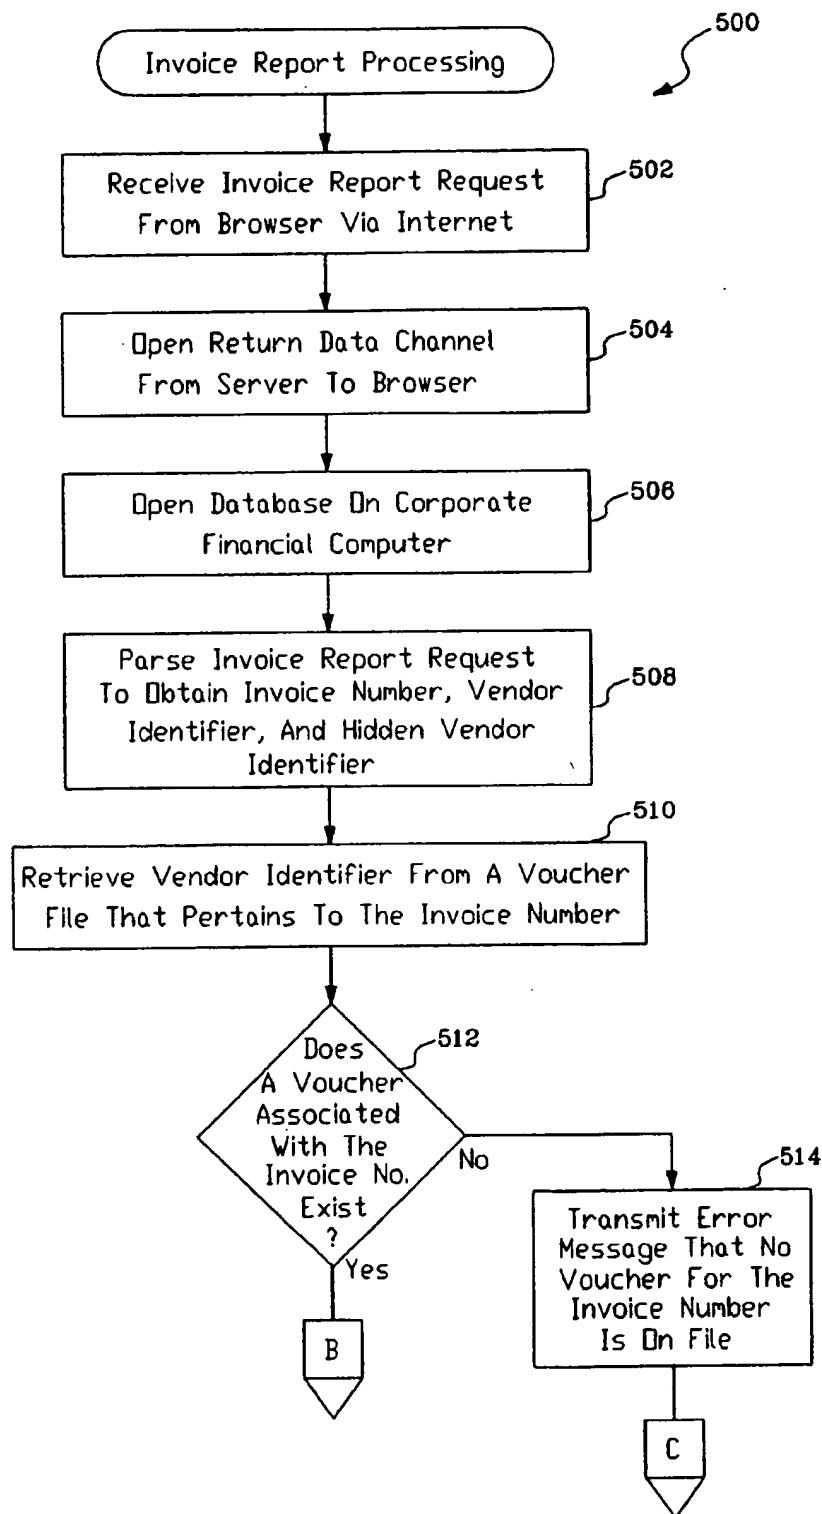 500
Invoice Report Processing
502
Receive Invoice Report Request
From Browser Via Internet
504
Open Return Data Channel
From Server To Browser
506
Open Database On Corporate
Financial Computer
508
Parse Invoice Report Request
To Obtain Invoice Number, Vendor
Identifier, And Hidden Vendor
Identifier
510
Retrieve Vendor Identifier From A Voucher
File That Pertains To The Invoice Number
512
Does
A Voucher
Associated
With The
Invoice No.
Exist
?
No
Yes
514
Transmit Error
Message That No
Voucher For The
Invoice Number
Is On File
B
C